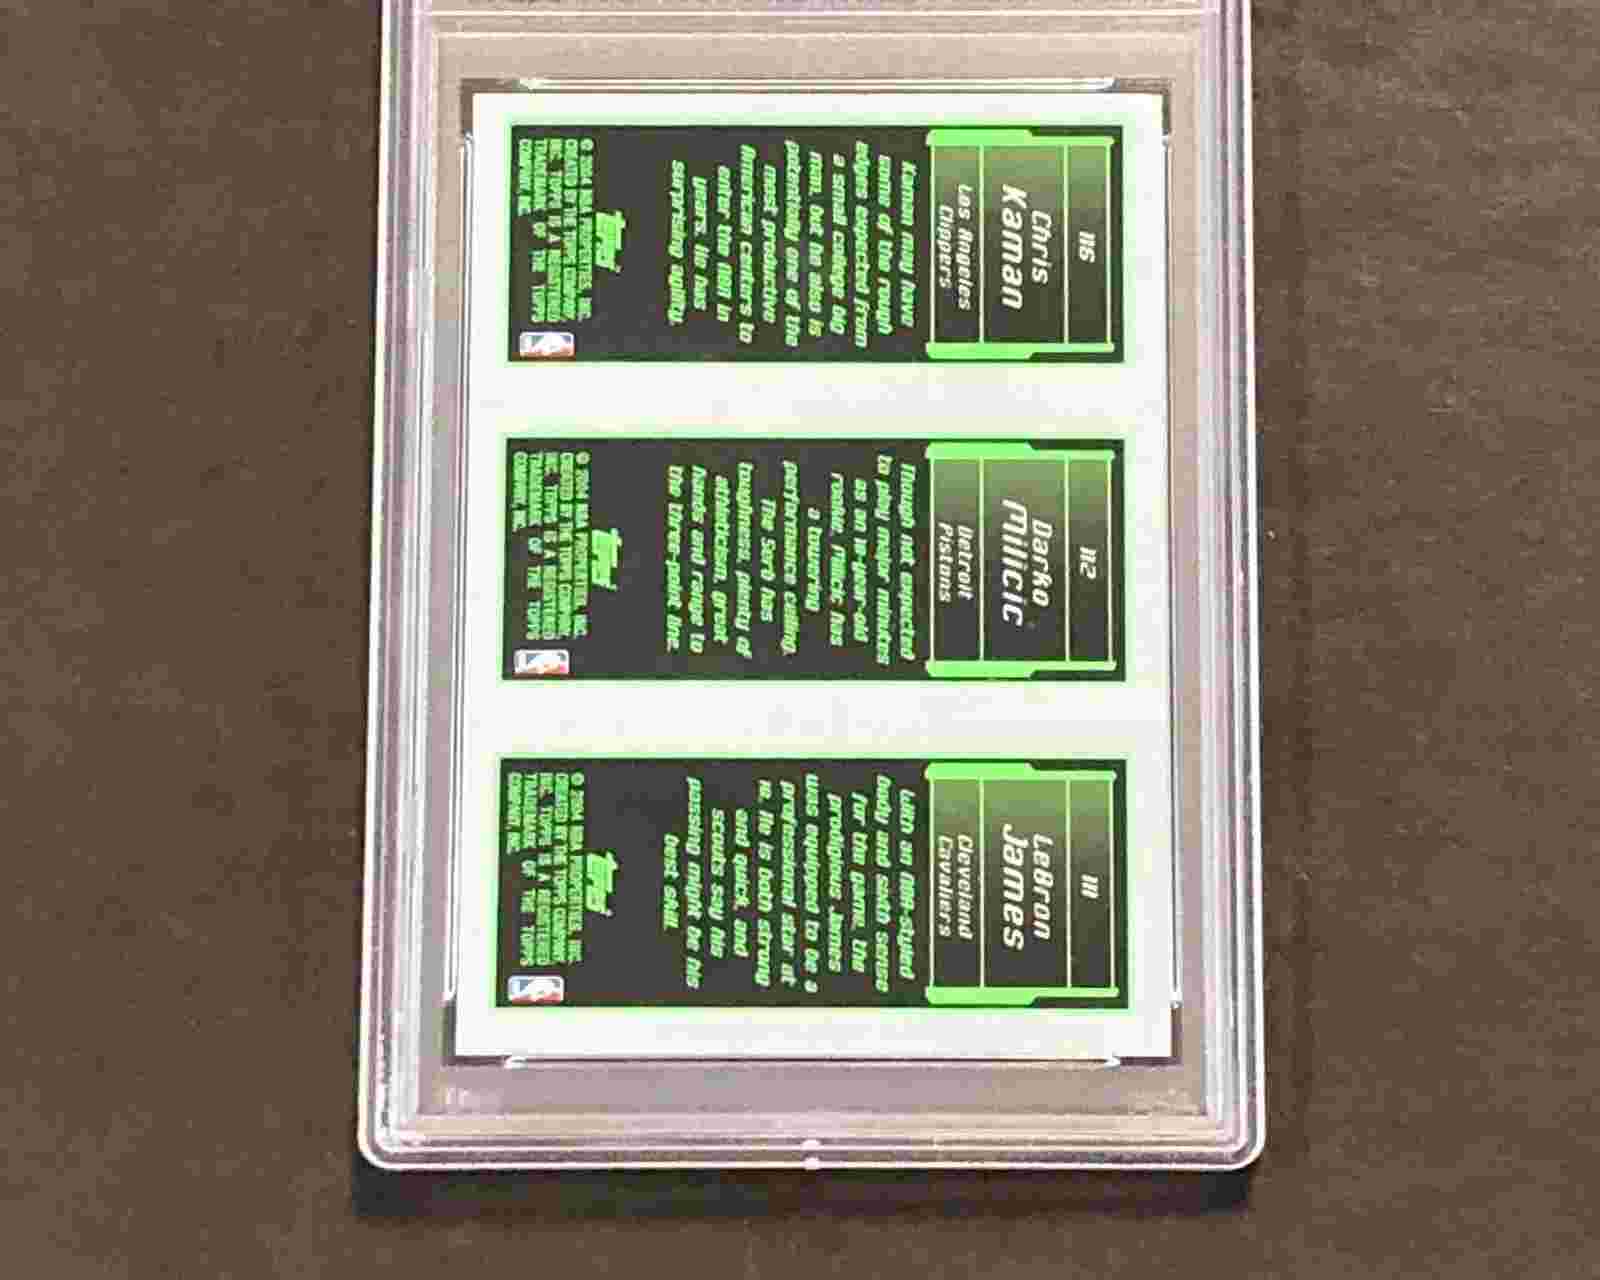 116
Chris
Kaman
Los Angeles
Clippers
Kaman may have
some of the rough
edges expected from
a small college big
man, but he also is
potentially one of the
most productive
American centers to
enter the NBA in
years. He has
surprising agility.
topps
© 2004 NBA PROPERTIES, INC.
CREATED BY THE TOPPS COMPANY
INC. TOPPS IS A REGISTERED
TRADEMARK OF THE TOPPS
COMPANY, INC.
112
Darko
Milicic
Detroit
Pistons
Though not expected
to play major minutes
as an 18-year-old
rookie, Milicic has
a towering
performance ceiling.
The Serb has
toughness, plenty of
athleticism, great
hands and range to
the three-point line.
topps
© 2004 NBA PROPERTIES, INC.
CREATED BY THE TOPPS COMPANY
INC. TOPPS IS A REGISTERED
TRADEMARK OF THE TOPPS
COMPANY, INC.
111
LeBron
James
Cleveland
Cavaliers
With an NBA-styled
body and sixth sense
for the game, the
prodigious James
was equipped to be a
professional star at
18. He is both strong
and quick, and
scouts say his
passing might be his
best skill.
topps
© 2004 NBA PROPERTIES, INC.
CREATED BY THE TOPPS COMPANY
INC. TOPPS IS A REGISTERED
TRADEMARK OF THE TOPPS
COMPANY, INC.